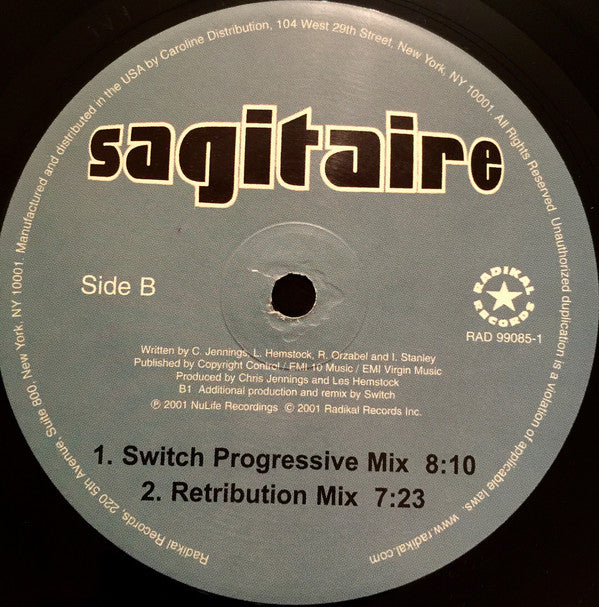 sagitaire
Side B
RADIKAL
RECORDS
RAD 99085-1
Written by C. Jennings, L. Hemstock, R. Orzabel and I. Stanley
Published by Copyright Control / EMI 10 Music / EMI Virgin Music
Produced by Chris Jennings and Les Hemstock
B1 Additional production and remix by Switch
℗ 2001 NuLife Recordings © 2001 Radikal Records Inc.
1. Switch Progressive Mix 8:10
2. Retribution Mix 7:23
Radikal Records, 220 5th Avenue, Suite 800, New York, NY 10001. Manufactured and distributed in the USA by Caroline Distribution, 104 West 29th Street, New York, NY 10001. All Rights Reserved. Unauthorized duplication is a violation of applicable laws. www.radikal.com